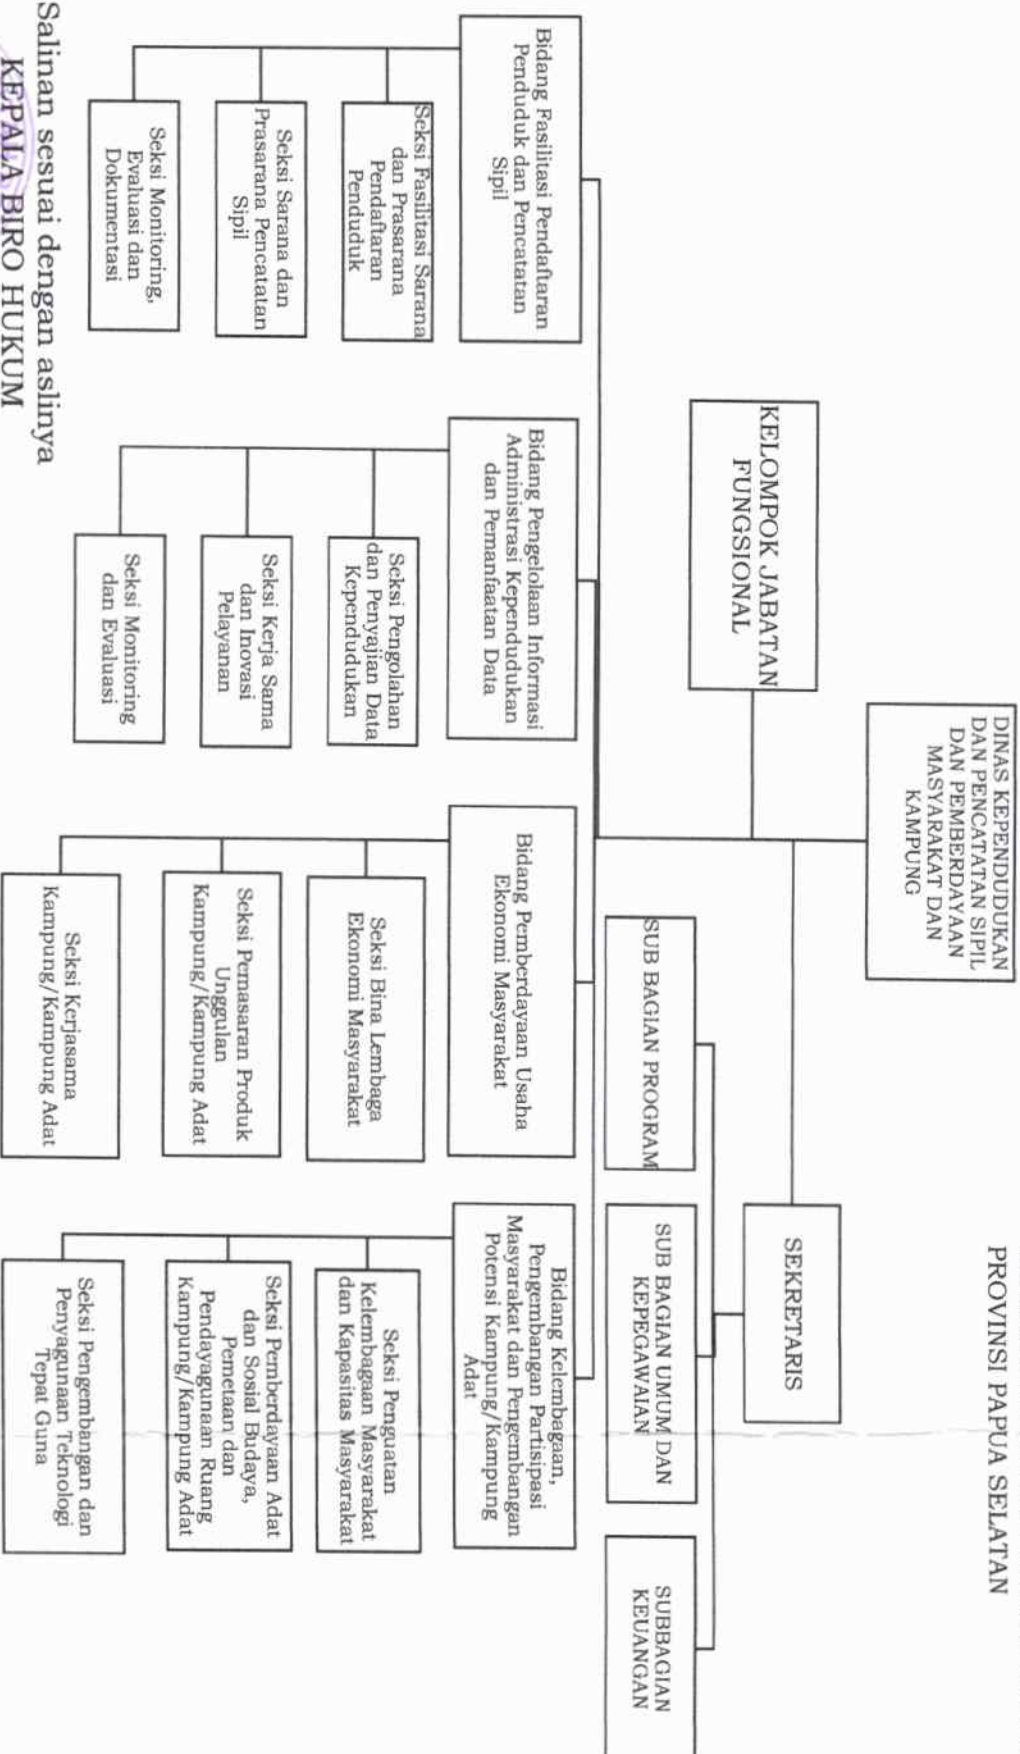 PROVINSI PAPUA SELATAN
DINAS KEPENDUDUKAN
DAN PENCATATAN SIPIL
DAN PEMBERDAYAAN
MASYARAKAT DAN
KAMPUNG
KELOMPOK JABATAN
FUNGSIONAL
SEKRETARIS
SUB BAGIAN PROGRAM
SUB BAGIAN UMUM DAN
KEPEGAWAIAN
SUBBAGIAN
KEUANGAN
Bidang Fasilitasi Pendaftaran
Penduduk dan Pencatatan
Sipil
Seksi Fasilitasi Sarana
dan Prasarana
Pendaftaran
Penduduk
Seksi Sarana dan
Prasarana Pencatatan
Sipil
Seksi Monitoring,
Evaluasi dan
Dokumentasi
Bidang Pengelolaan Informasi
Administrasi Kependudukan
dan Pemanfaatan Data
Seksi Pengolahan
dan Penyajian Data
Kependudukan
Seksi Kerja Sama
dan Inovasi
Pelayanan
Seksi Monitoring
dan Evaluasi
Bidang Pemberdayaan Usaha
Ekonomi Masyarakat
Seksi Bina Lembaga
Ekonomi Masyarakat
Seksi Pemasaran Produk
Unggulan
Kampung/Kampung Adat
Seksi Kerjasama
Kampung/Kampung Adat
Bidang Kelembagaan,
Pengembangan Partisipasi
Masyarakat dan Pengembangan
Potensi Kampung/Kampung
Adat
Seksi Penguatan
Kelembagaan Masyarakat
dan Kapasitas Masyarakat
Seksi Pemberdayaan Adat
dan Sosial Budaya,
Pemetaan dan
Pendayagunaan Ruang
Kampung/Kampung Adat
Seksi Pengembangan dan
Penyagunaan Teknologi
Tepat Guna
Salinan sesuai dengan aslinya
KEPALA BIRO HUKUM